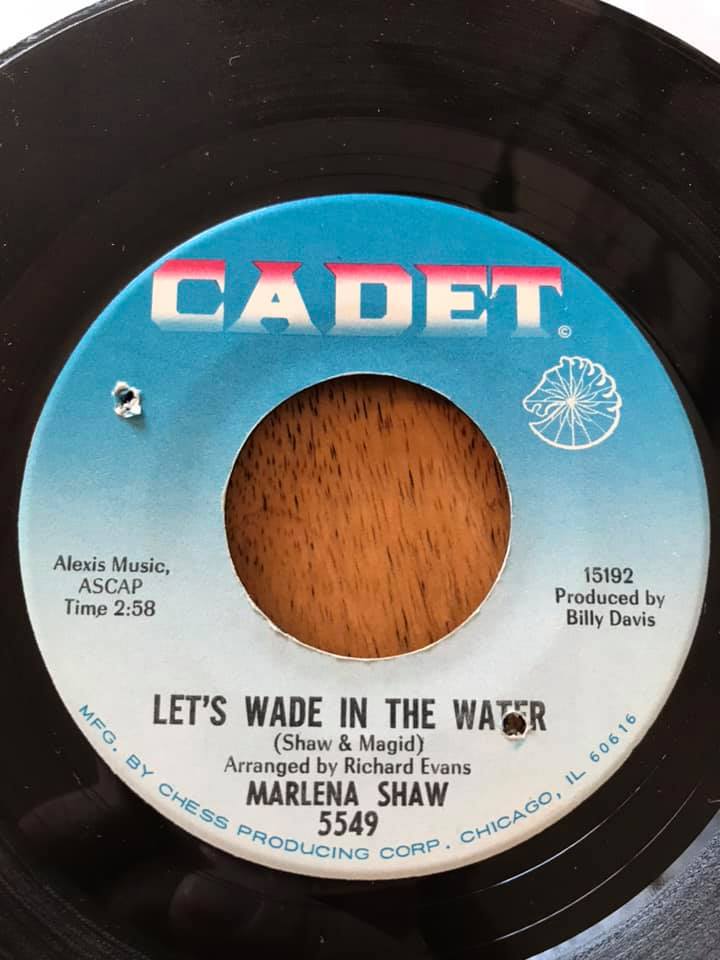 CADET
©
Alexis Music,
ASCAP
Time 2:58
15192
Produced by
Billy Davis
LET'S WADE IN THE WATER
(Shaw & Magid)
Arranged by Richard Evans
MARLENA SHAW
5549
MFG. BY CHESS PRODUCING CORP. CHICAGO, IL 60616